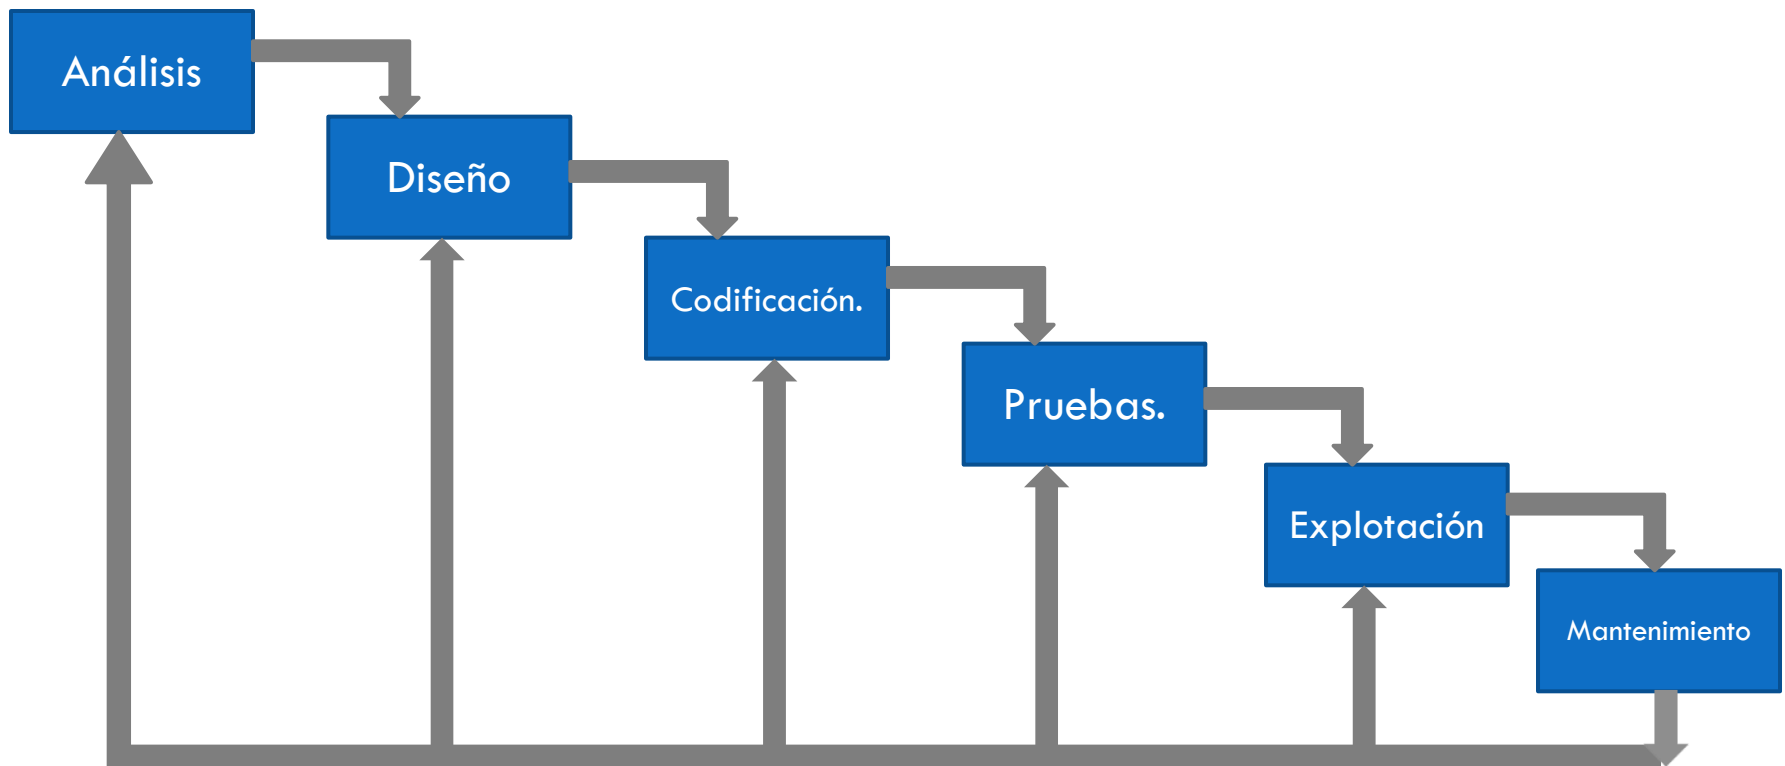 Análisis
Diseño
Codificación.
Pruebas.
Explotación
Mantenimiento